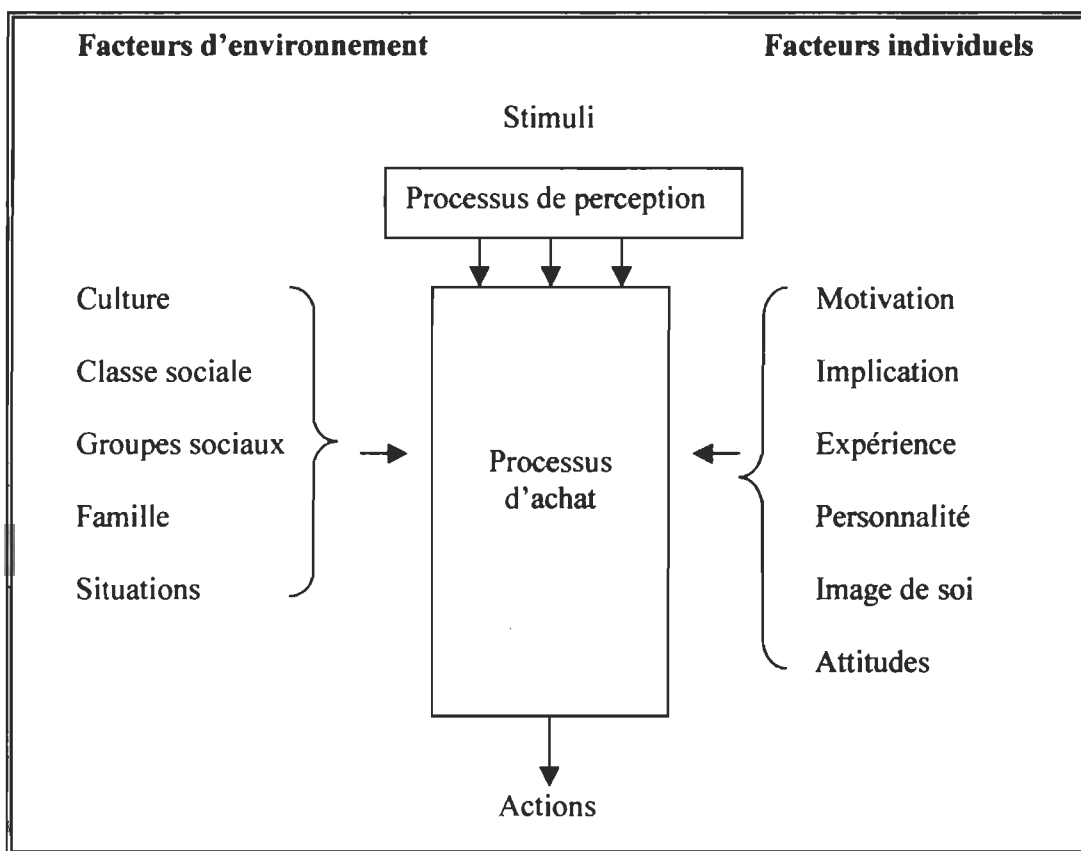 Facteurs d'environnement
Facteurs individuels
Stimuli
Processus de perception
Culture
Classe sociale
Groupes sociaux
Famille
Situations
Processus
d'achat
Motivation
Implication
Expérience
Personnalité
Image de soi
Attitudes
Actions